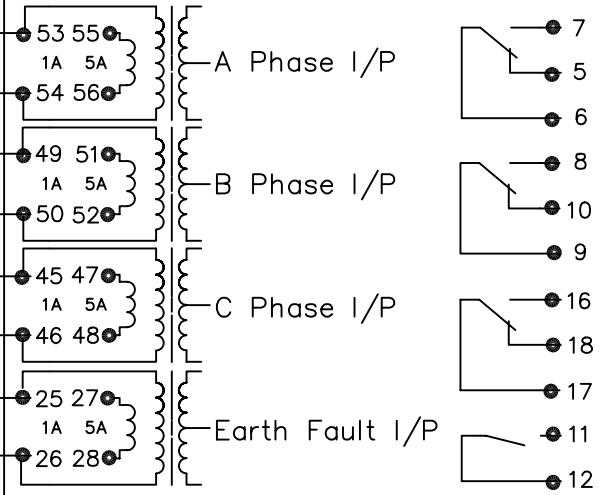 53 55
1A 5A
54 56
A Phase I/P
49 51
1A 5A
50 52
B Phase I/P
45 47
1A 5A
46 48
C Phase I/P
25 27
1A 5A
26 28
Earth Fault I/P
7
5
6
8
10
9
16
18
17
11
12